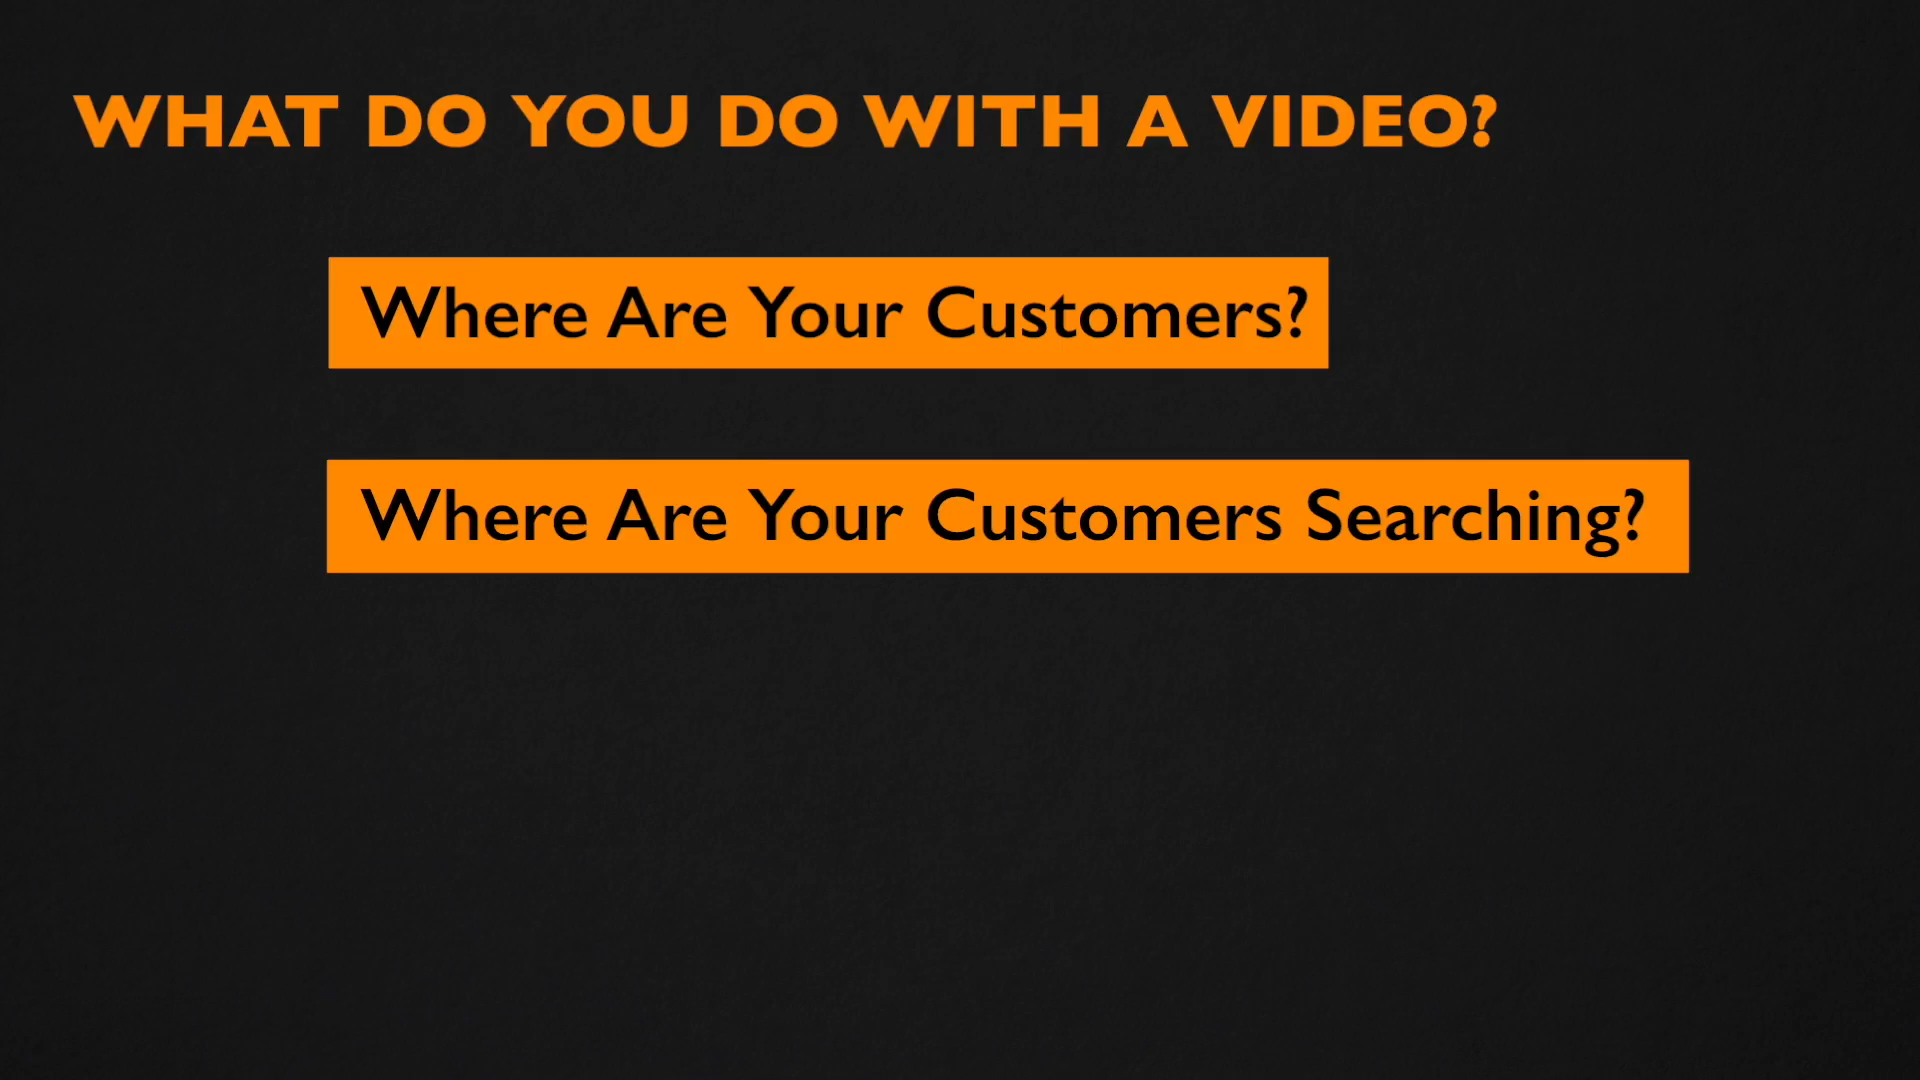 WHAT DO YOU DO WITH A VIDEO?
Where Are Your Customers?
Where Are Your Customers Searching?